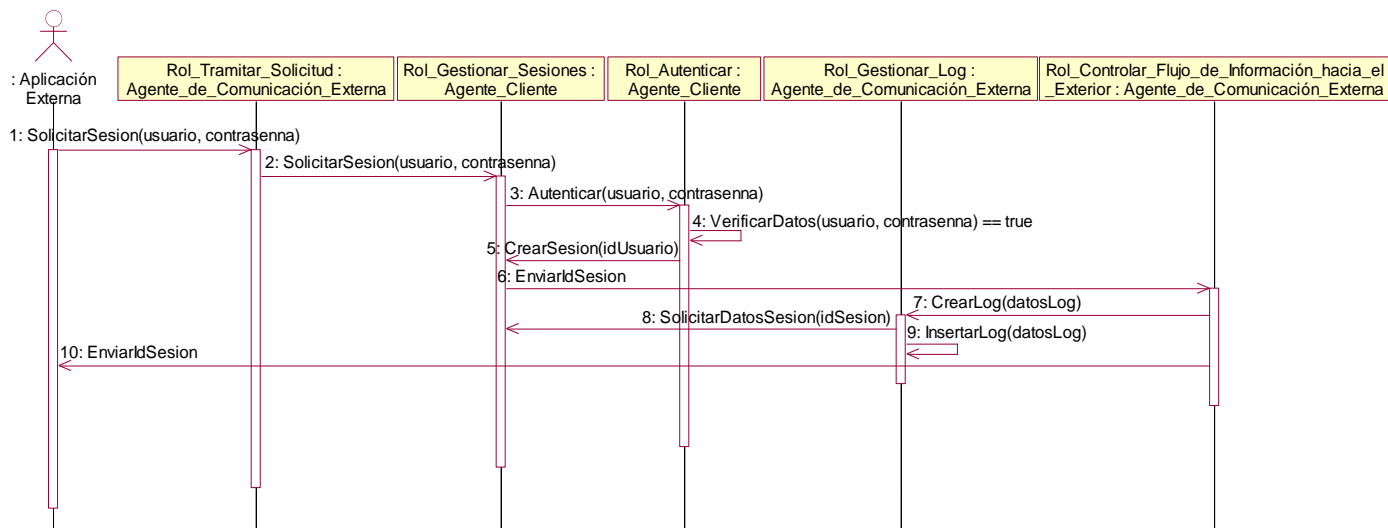 : Aplicación
Externa
Rol_Tramitar_Solicitud :
Agente_de_Comunicación_Externa
Rol_Gestionar_Sesiones :
Agente_Cliente
Rol_Autenticar :
Agente_Cliente
Rol_Gestionar_Log :
Agente_de_Comunicación_Externa
Rol_Controlar_Flujo_de_Información_hacia_el
_Exterior : Agente_de_Comunicación_Externa
1: SolicitarSesion(usuario, contrasenna)
2: SolicitarSesion(usuario, contrasenna)
3: Autenticar(usuario, contrasenna)
4: VerificarDatos(usuario, contrasenna) == true
5: CrearSesion(idUsuario)
6: EnviarIdSesion
7: CrearLog(datosLog)
8: SolicitarDatosSesion(idSesion)
9: InsertarLog(datosLog)
10: EnviarIdSesion